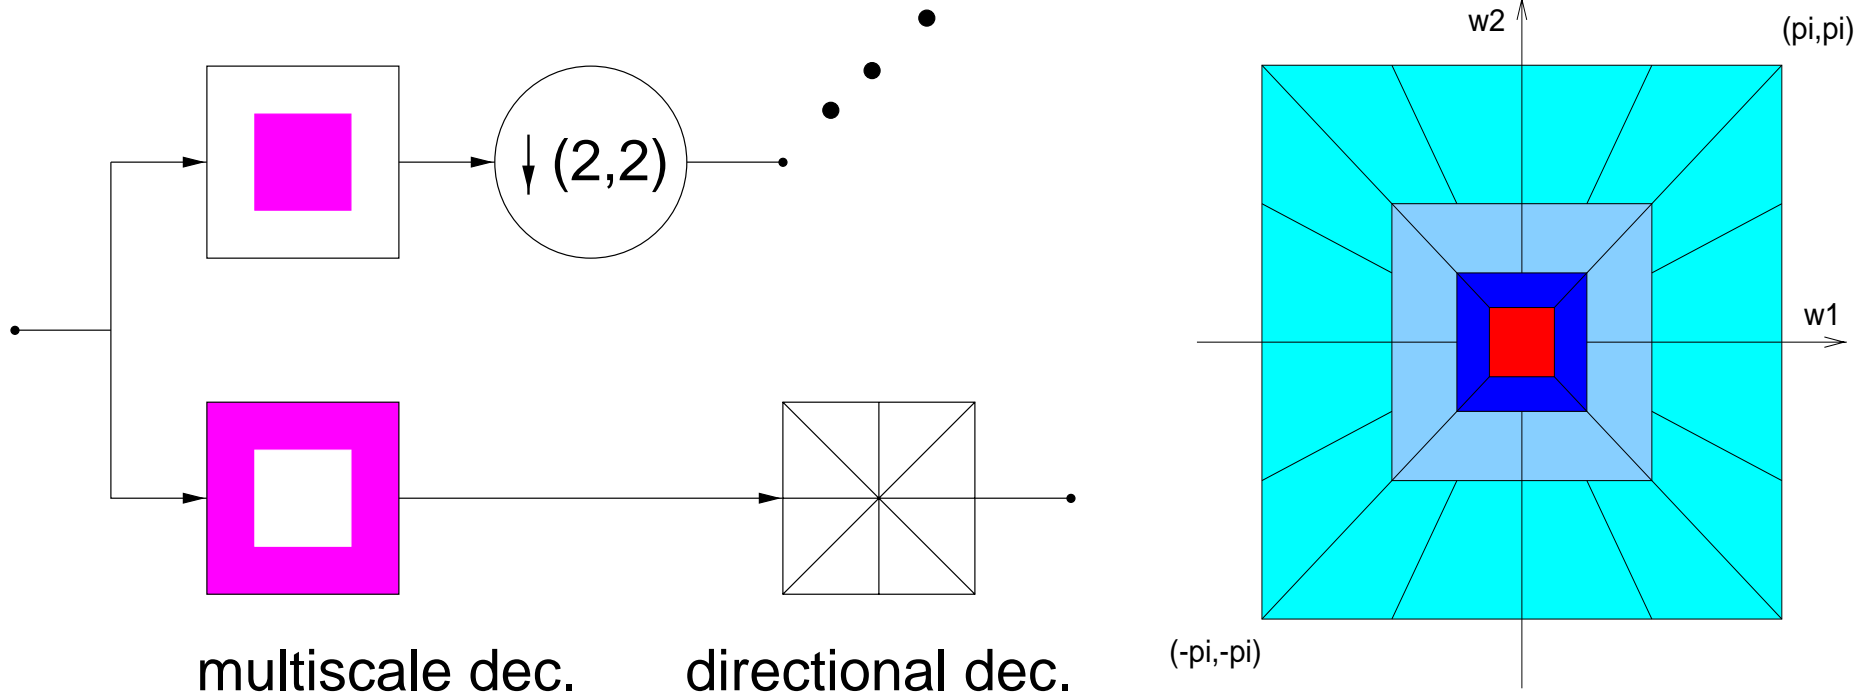 (2,2)
multiscale dec.
directional dec.
w2
(pi,pi)
w1
(-pi,-pi)